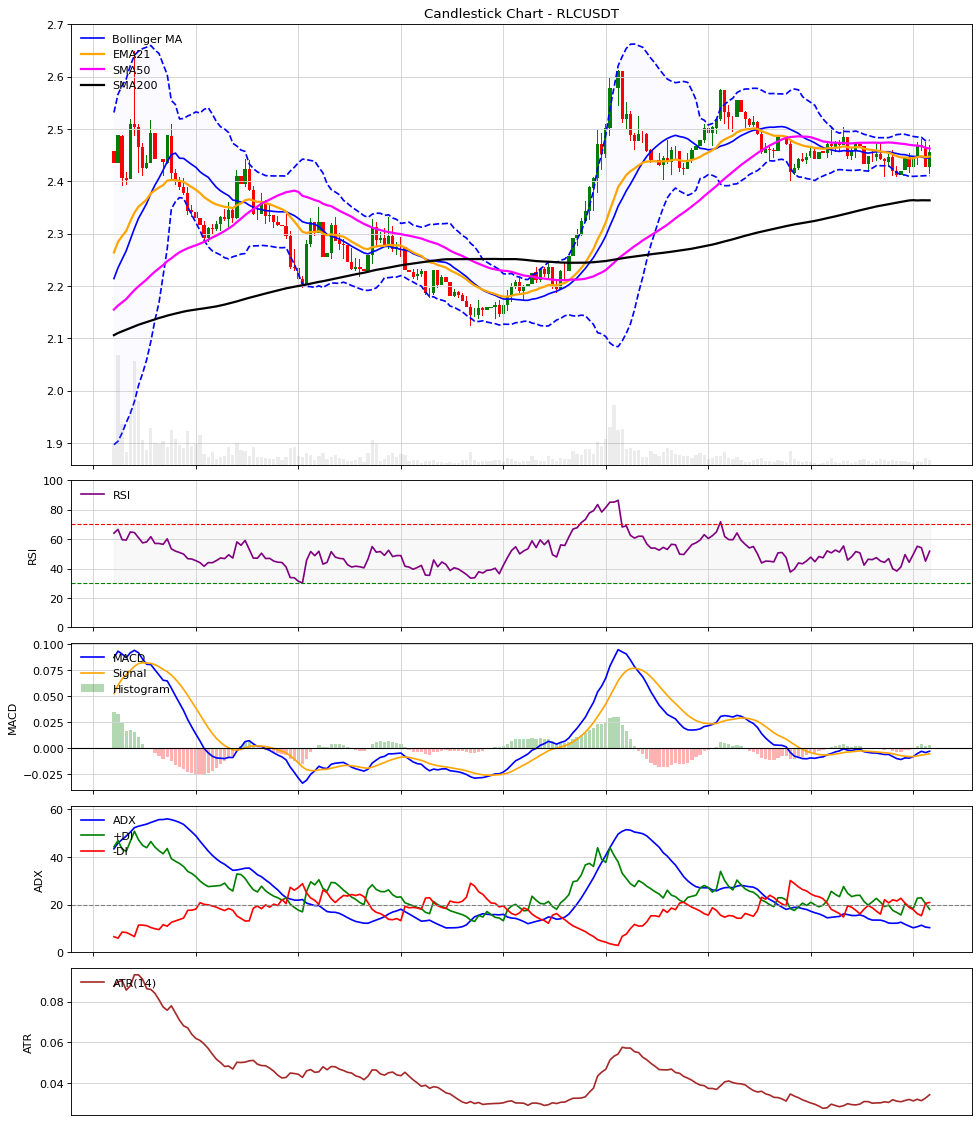 Candlestick Chart - RLCUSDT
2.7
2.6
2.5
2.4
2.3
2.2
2.1
2.0
1.9
Bollinger MA
EMA21
SMA50
SMA200
100
80
60
40
20
0
RSI
RSI
0.100
0.075
0.050
0.025
0.000
−0.025
MACD
MACD
Signal
Histogram
60
40
20
0
ADX
ADX
+DI
-DI
0.08
0.06
0.04
ATR
ATR(14)